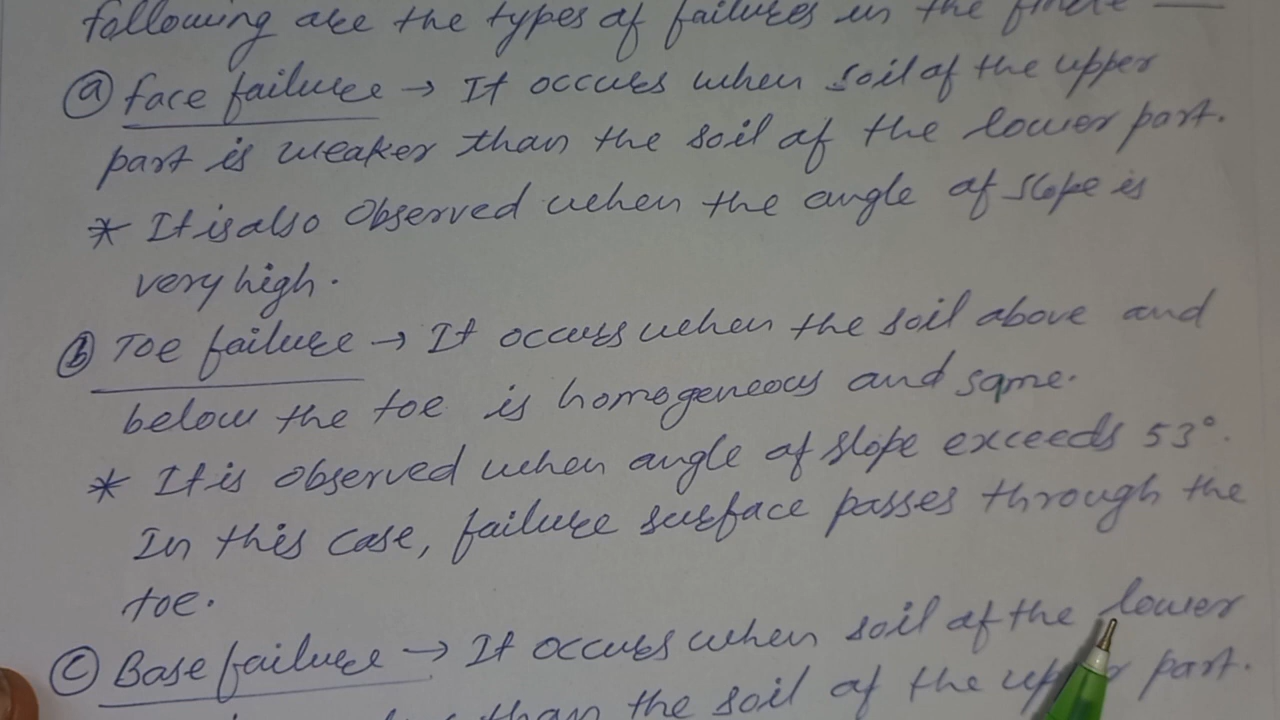 following are the types of failures in the finite
ⓐ face failure → It occurs when soil of the upper
part is weaker than the soil of the lower part.
* It is also observed when the angle of slope is
very high.
ⓑ Toe failure → It occurs when the soil above and
below the toe is homogeneous and same.
* It is observed when angle of slope exceeds 53°.
In this case, failure surface passes through the
toe.
ⓒ Base failure → It occurs when soil of the lower
than the soil of the upper part.